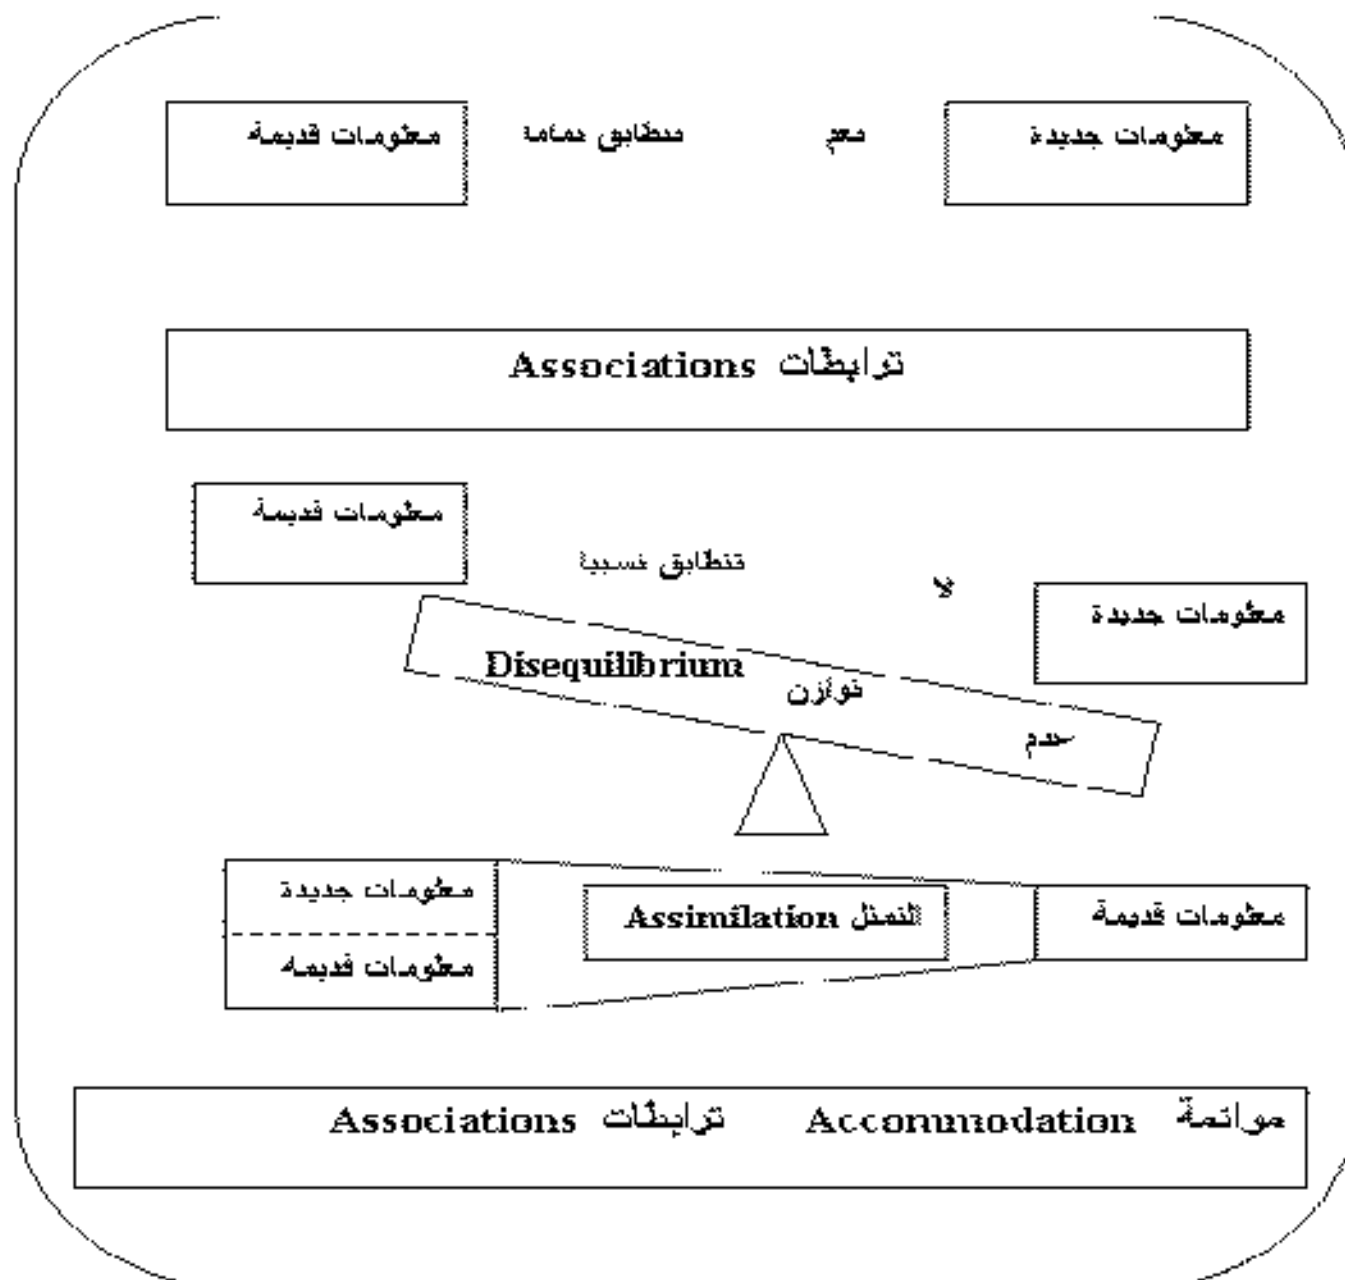 معلومات جديدة نعم تتطابق تماما معلومات قديمة
ترابطات Associations
معلومات قديمة
تتطابق نسبيا
لا
معلومات جديدة
Disequilibrium
توازن
عدم
معلومات جديدة
معلومات قديمة التمثل Assimilation
معلومات قديمه
موائمة Accommodation ترابطات Associations